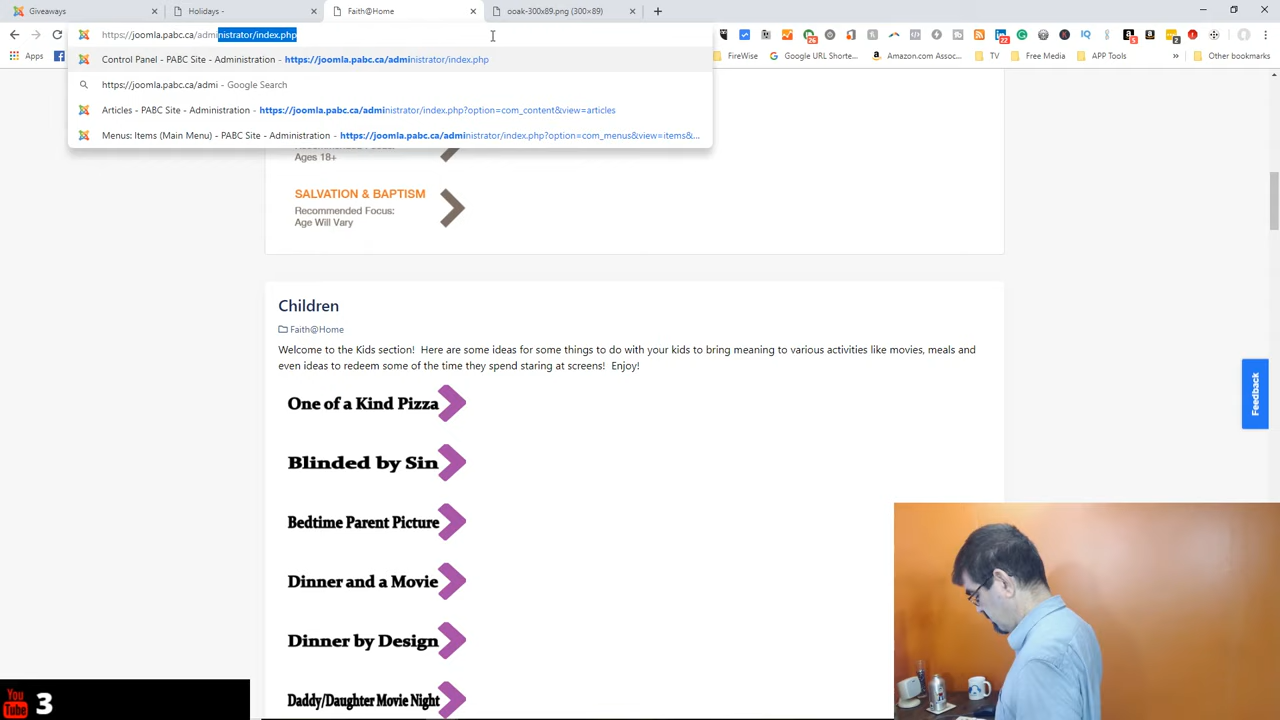 Giveaways
Holidays -
Faith@Home
ooak-300x89.png (300×89)
https://joomla.pabc.ca/administrator/index.php
Control Panel - PABC Site - Administration - https://joomla.pabc.ca/administrator/index.php
https://joomla.pabc.ca/admi - Google Search
Articles - PABC Site - Administration - https://joomla.pabc.ca/administrator/index.php?option=com_content&view=articles
Menus: Items (Main Menu) - PABC Site - Administration - https://joomla.pabc.ca/administrator/index.php?option=com_menus&view=items&...
Apps
FireWise
Google URL Shorte...
Amazon.com Assoc...
TV
Free Media
APP Tools
Other bookmarks
Ages 18+
SALVATION & BAPTISM
Recommended Focus:
Age Will Vary
Children
Faith@Home
Welcome to the Kids section! Here are some ideas for some things to do with your kids to bring meaning to various activities like movies, meals and
even ideas to redeem some of the time they spend staring at screens! Enjoy!
One of a Kind Pizza
Blinded by Sin
Bedtime Parent Picture
Dinner and a Movie
Dinner by Design
Daddy/Daughter Movie Night
Feedback
You
Tube
3